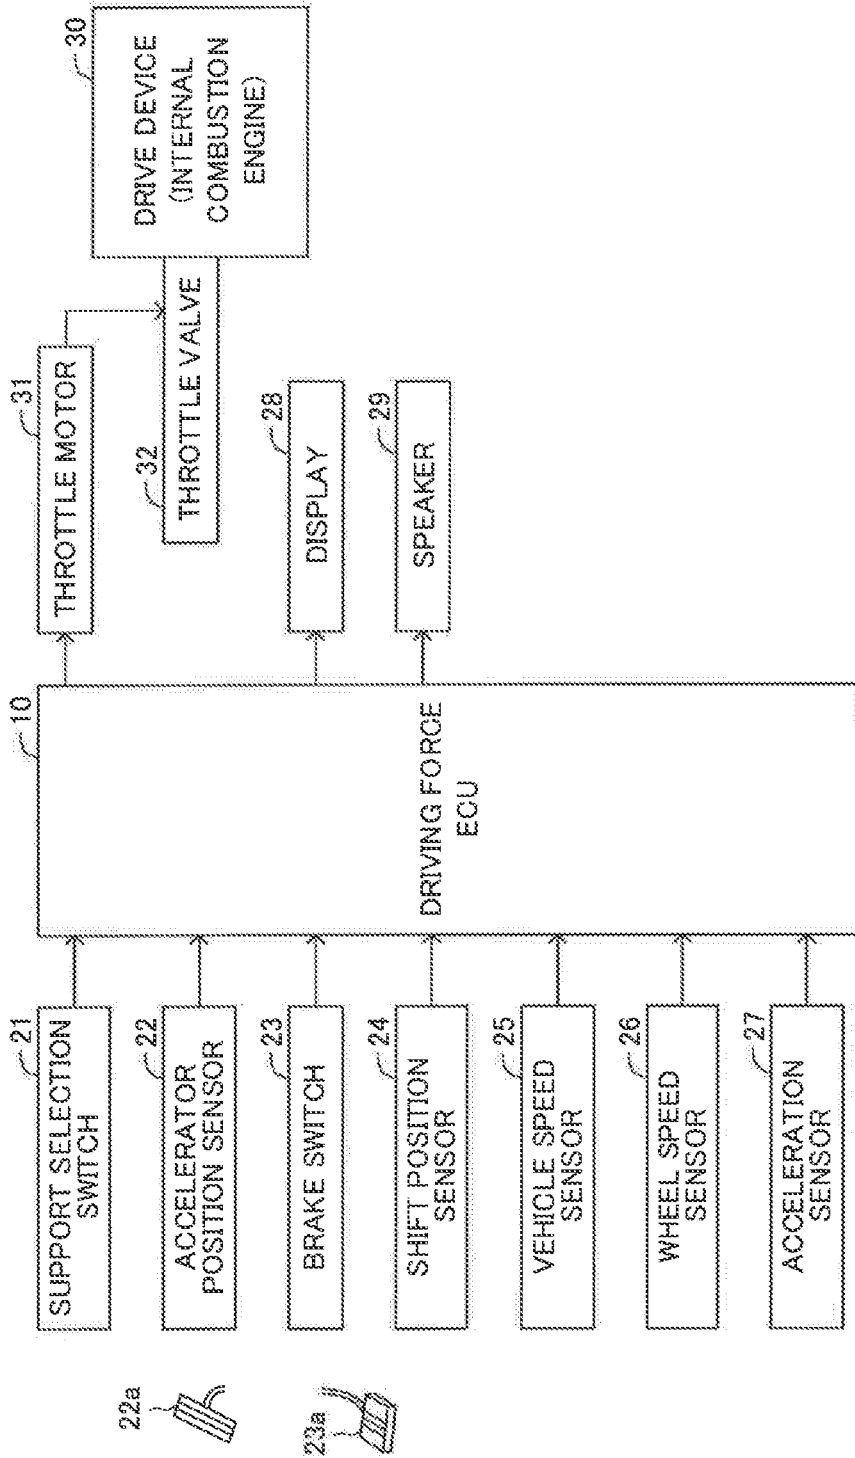 22a
23a
21
SUPPORT SELECTION
SWITCH
22
ACCELERATOR
POSITION SENSOR
23
BRAKE SWITCH
24
SHIFT POSITION
SENSOR
25
VEHICLE SPEED
SENSOR
26
WHEEL SPEED
SENSOR
27
ACCELERATION
SENSOR
10
DRIVING FORCE
ECU
31
THROTTLE MOTOR
32
THROTTLE VALVE
28
DISPLAY
29
SPEAKER
30
DRIVE DEVICE
(INTERNAL
COMBUSTION
ENGINE)